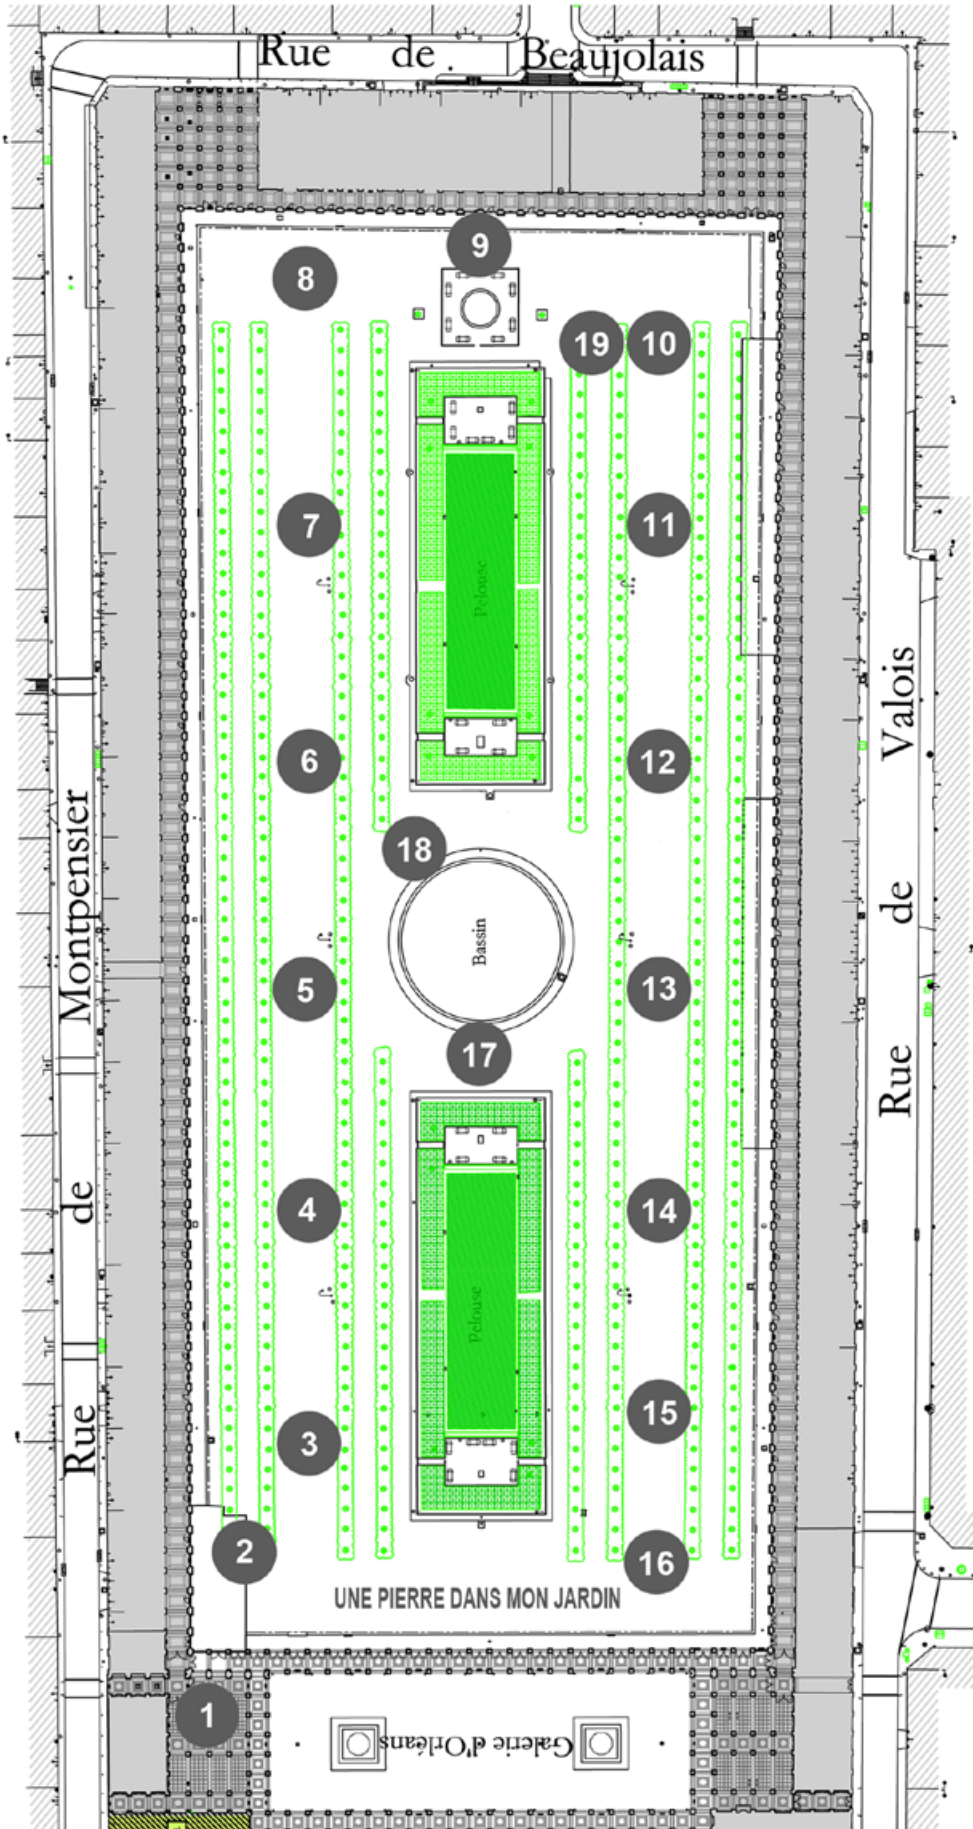 Rue de Beaujolais
9
8
19 10
7 11
Pelouse
6 12
18
Bassin
5 13
17
4 14
Pelouse
15
3
2 16
UNE PIERRE DANS MON JARDIN
1
Galerie d'Orléans
Rue de Montpensier
Rue de Valois